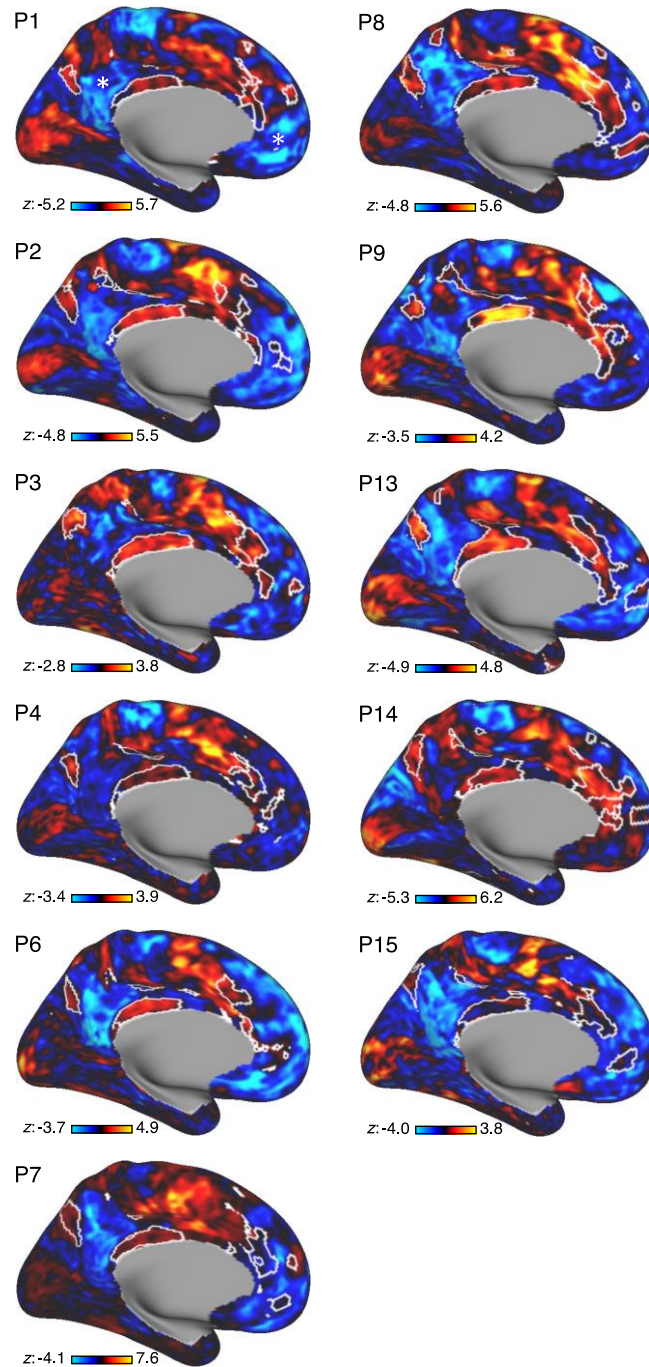 P1
*
*
z: -5.2 5.7
P8
z: -4.8 5.6
P2
z: -4.8 5.5
P9
z: -3.5 4.2
P3
z: -2.8 3.8
P13
z: -4.9 4.8
P4
z: -3.4 3.9
P14
z: -5.3 6.2
P6
z: -3.7 4.9
P15
z: -4.0 3.8
P7
z: -4.1 7.6